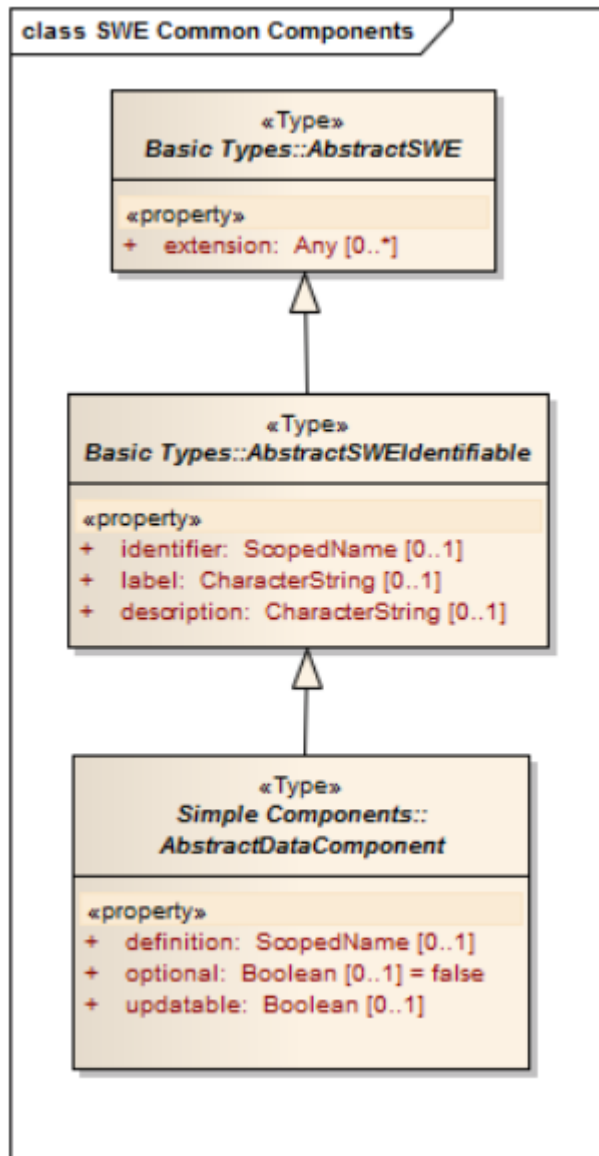 class SWE Common Components
«Type»
Basic Types::AbstractSWE
«property»
+ extension: Any [0..*]
«Type»
Basic Types::AbstractSWEIdentifiable
«property»
+ identifier: ScopedName [0..1]
+ label: CharacterString [0..1]
+ description: CharacterString [0..1]
«Type»
Simple Components::
AbstractDataComponent
«property»
+ definition: ScopedName [0..1]
+ optional: Boolean [0..1] = false
+ updatable: Boolean [0..1]